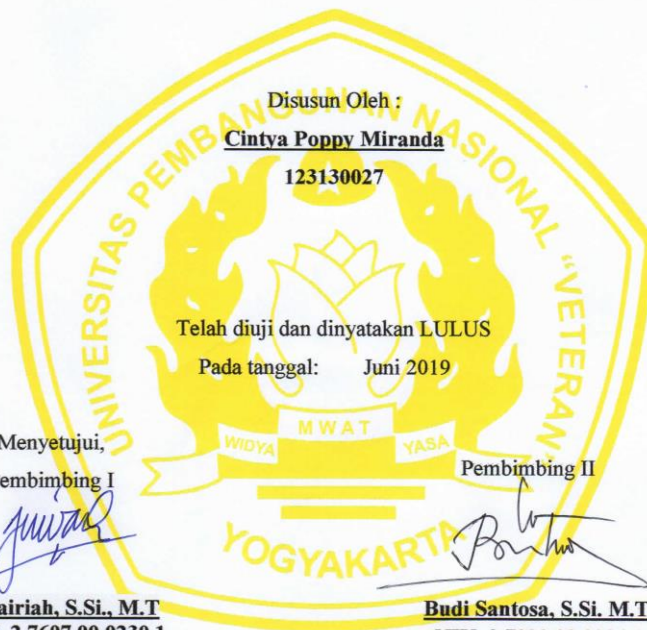 Disusun Oleh :
Cintya Poppy Miranda
123130027
UNIVERSITAS PEMBANGUNAN NASIONAL "VETERAN"
Telah diuji dan dinyatakan LULUS
Pada tanggal: Juni 2019
WIDYA MWAT YASA
YOGYAKARTA
Menyetujui,
Pembimbing II
S.Si., M.T
Budi Santosa, S.Si. M.T